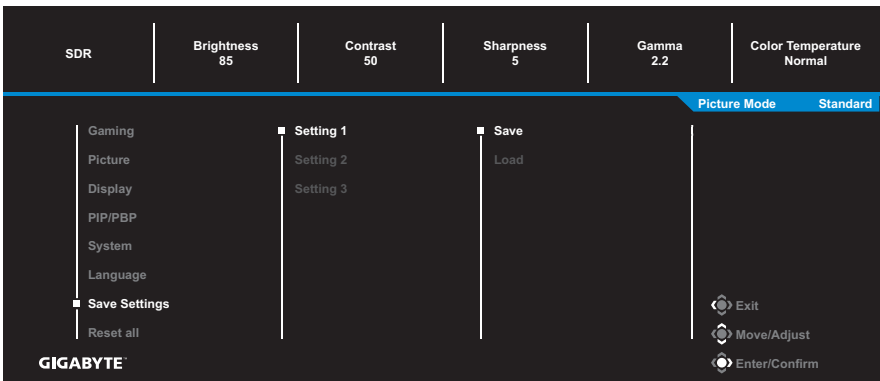 SDR
Brightness
85
Contrast
50
Sharpness
5
Gamma
2.2
Color Temperature
Normal
Picture Mode Standard
Gaming
Picture
Display
PIP/PBP
System
Language
Save Settings
Reset all
Setting 1
Setting 2
Setting 3
Save
Load
Exit
Move/Adjust
Enter/Confirm
GIGABYTE™